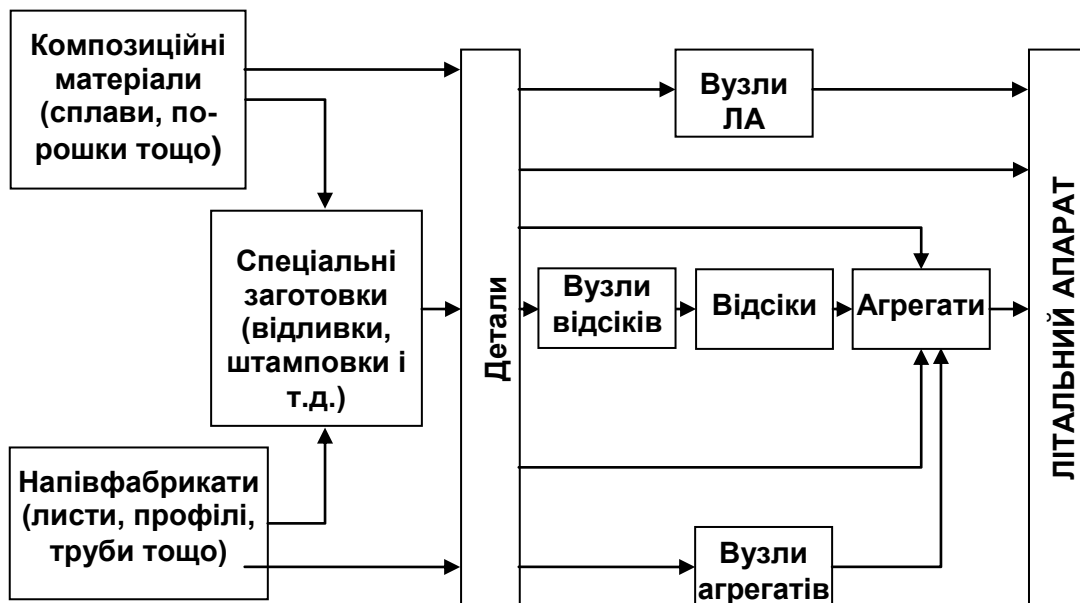 Композиційні
матеріали
(сплави, по-
рошки тощо)
Спеціальні
заготовки
(відливки,
штамповки і
т.д.)
Напівфабрикати
(листи, профілі,
труби тощо)
Детали
Вузли
ЛА
Вузли
відсіків
Відсіки
Агрегати
Вузли
агрегатів
ЛІТАЛЬНИЙ АПАРАТ